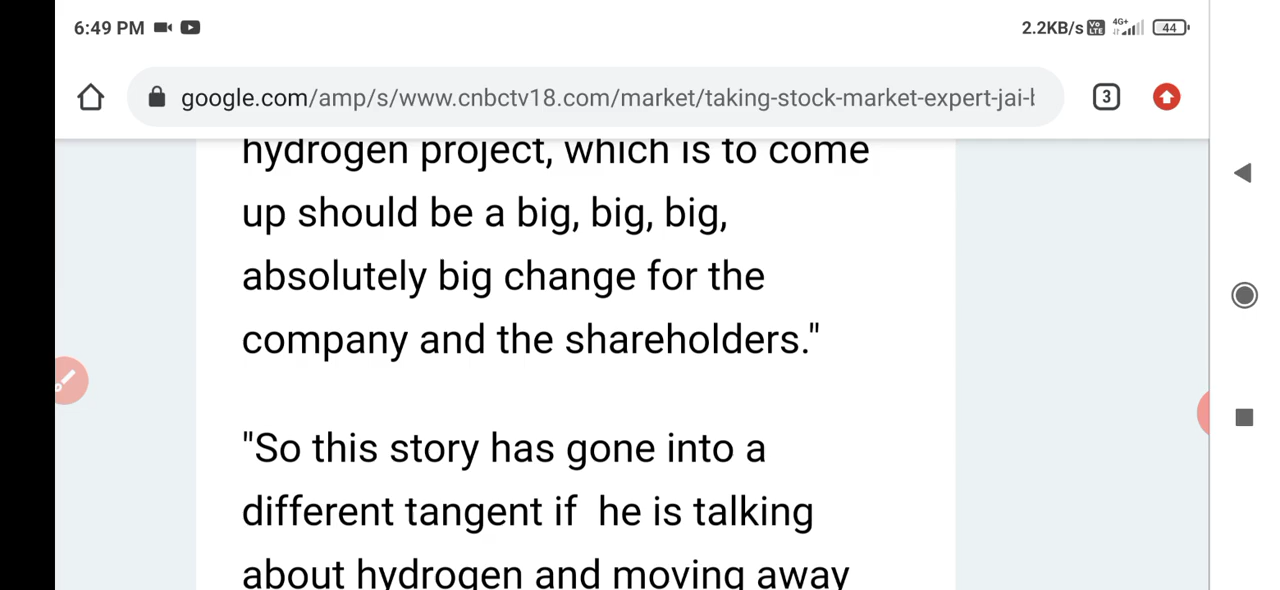 6:49 PM
2.2KB/s Vo LTE 4G+ 44
google.com/amp/s/www.cnbctv18.com/market/taking-stock-market-expert-jai-
3
hydrogen project, which is to come
up should be a big, big, big,
absolutely big change for the
company and the shareholders."
"So this story has gone into a
different tangent if he is talking
about hydrogen and moving away